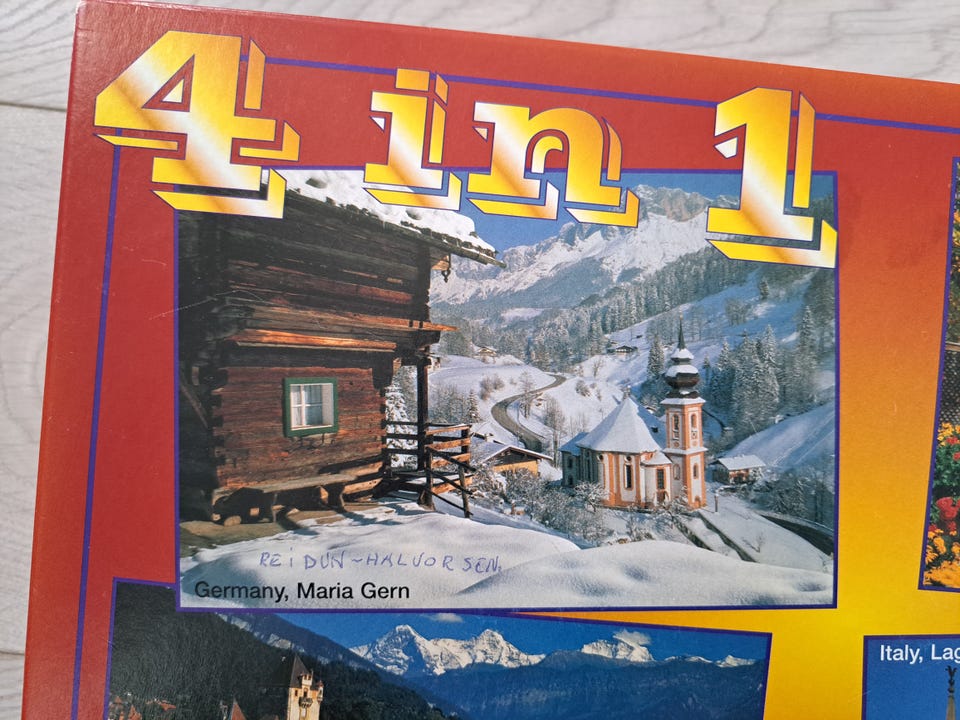 4 in 1
REIDUN-HALVORSEN.
Germany, Maria Gern
Italy, Lag